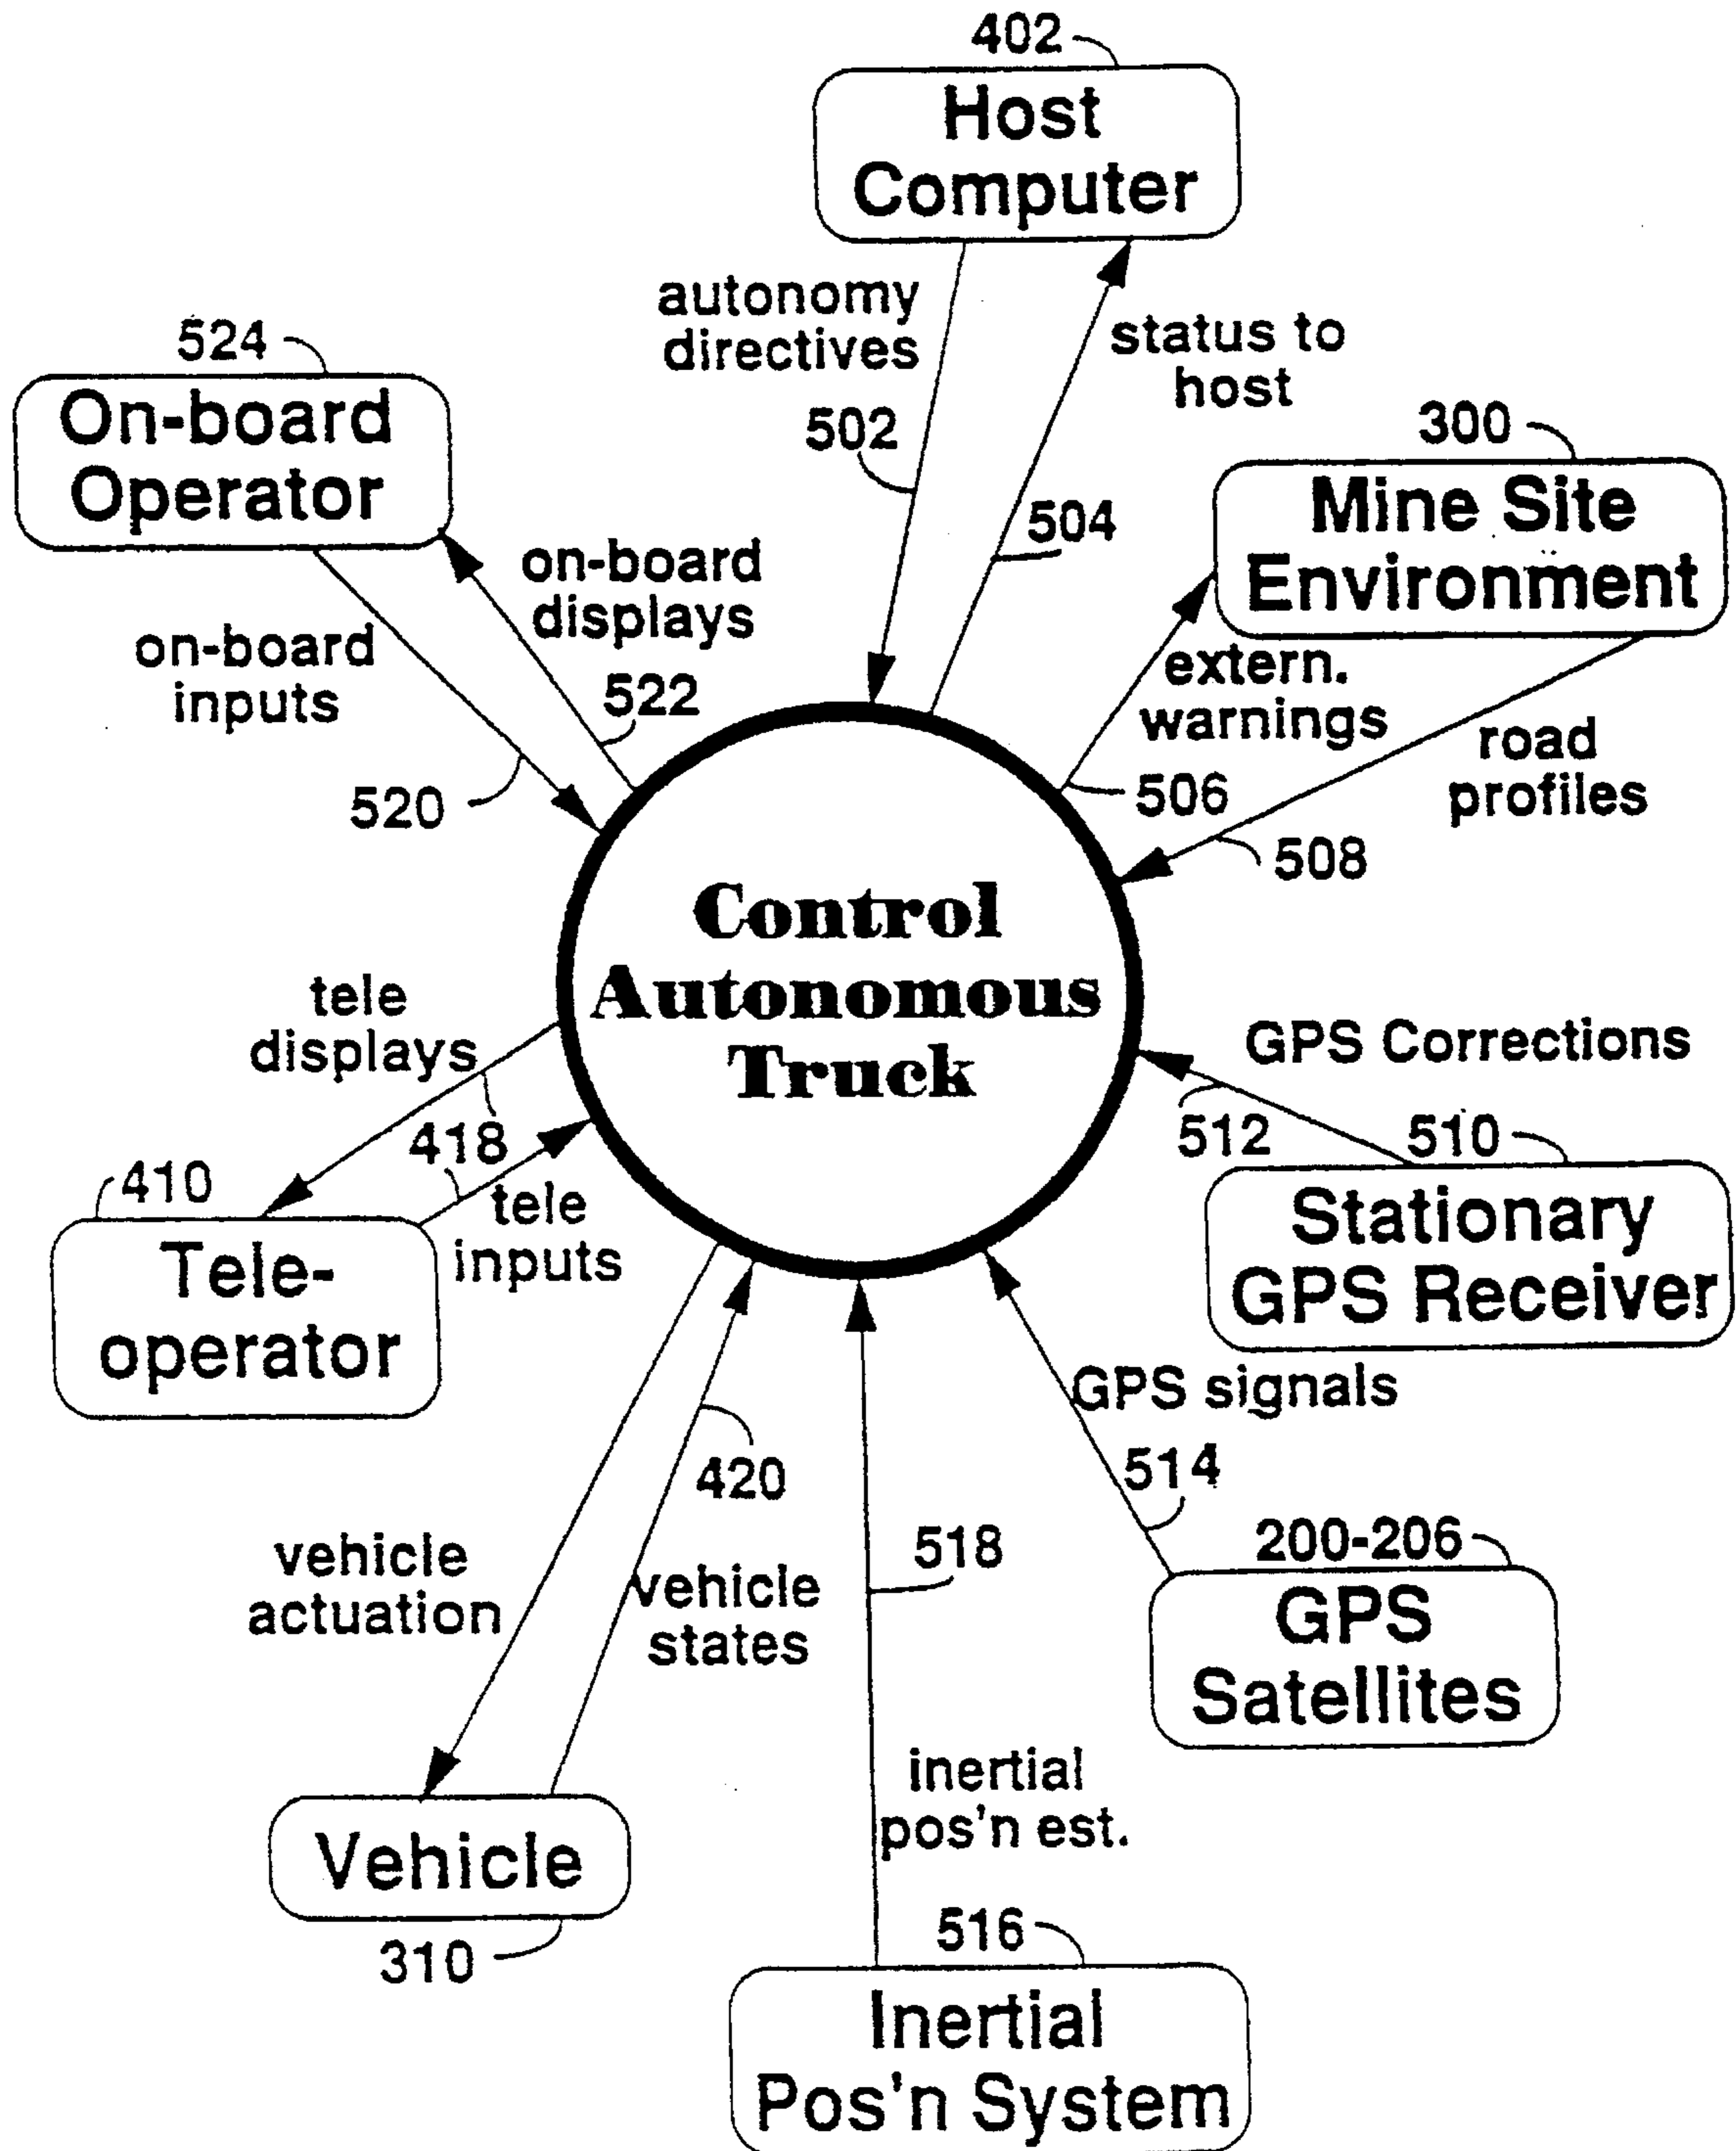 402
Host
Computer
autonomy
directives
502
status to
host
504
524
On-board
Operator
on-board
displays
522
on-board
inputs
520
300
Mine Site
Environment
extern.
warnings
506
road
profiles
508
Control
Autonomous
Truck
tele
displays
418
tele
inputs
410
Tele-
operator
GPS Corrections
512
510
Stationary
GPS Receiver
GPS signals
514
200-206
GPS
Satellites
420
vehicle
actuation
vehicle
states
Vehicle
310
518
inertial
pos'n est.
516
Inertial
Pos'n System